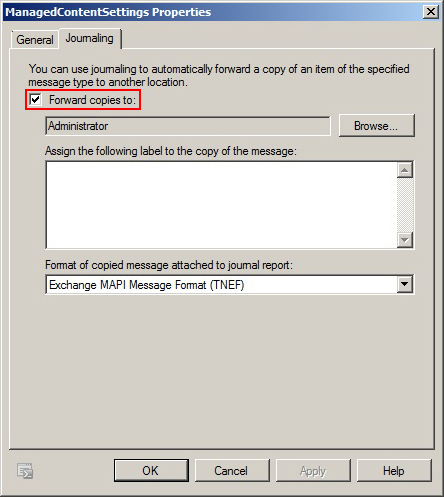 ManagedContentSettings Properties
General
Journaling
You can use journaling to automatically forward a copy of an item of the specified
message type to another location.
Forward copies to:
Administrator
Browse...
Assign the following label to the copy of the message:
Format of copied message attached to journal report:
Exchange MAPI Message Format (TNEF)
OK
Cancel
Apply
Help